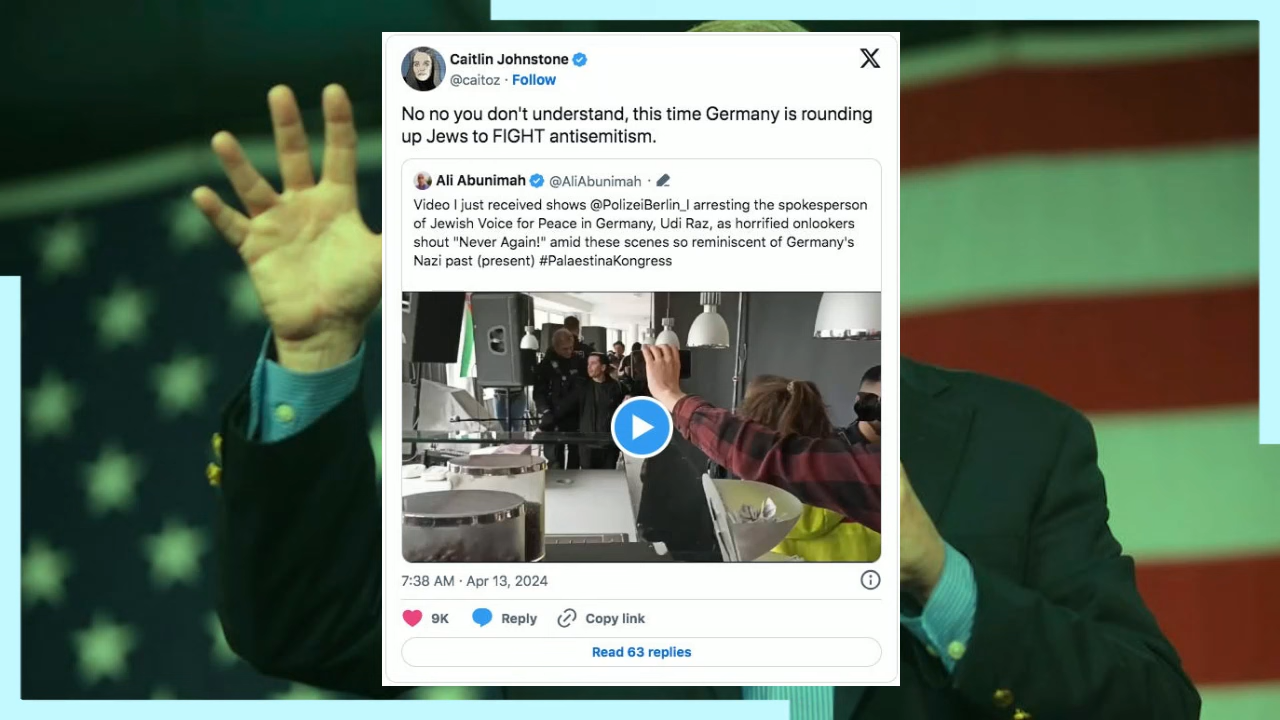 Caitlin Johnstone
@caitoz · Follow
No no you don't understand, this time Germany is rounding
up Jews to FIGHT antisemitism.
Ali Abunimah @AliAbunimah ·
Video I just received shows @PolizeiBerlin_I arresting the spokesperson
of Jewish Voice for Peace in Germany, Udi Raz, as horrified onlookers
shout "Never Again!" amid these scenes so reminiscent of Germany's
Nazi past (present) #PalaestinaKongress
7:38 AM · Apr 13, 2024
9K Reply Copy link
Read 63 replies